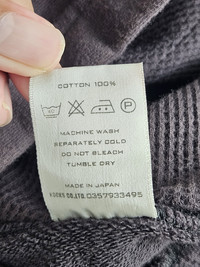 COTTON 100%
P
MACHINE WASH
SEPARATELY COLD
DO NOT BLEACH
TUMBLE DRY
MADE IN JAPAN
CO.,LTD. 0357933495